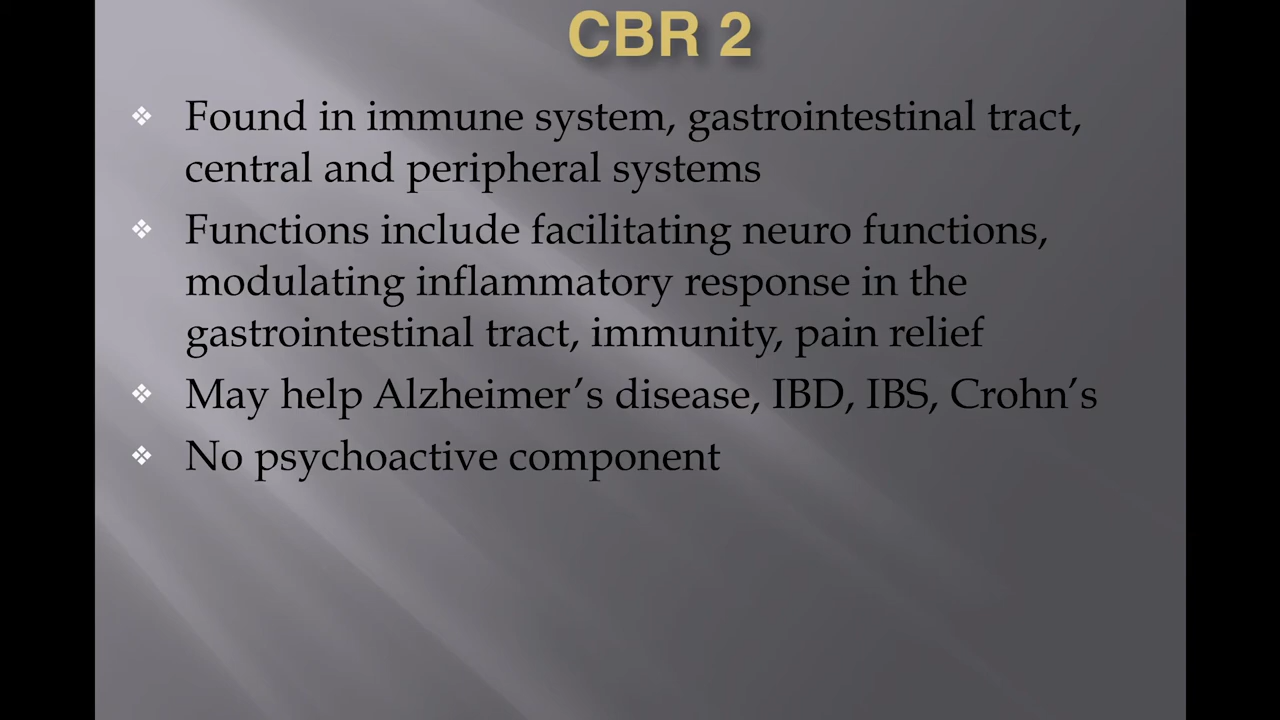 CBR 2
❖ Found in immune system, gastrointestinal tract,
central and peripheral systems
❖ Functions include facilitating neuro functions,
modulating inflammatory response in the
gastrointestinal tract, immunity, pain relief
❖ May help Alzheimer’s disease, IBD, IBS, Crohn’s
❖ No psychoactive component